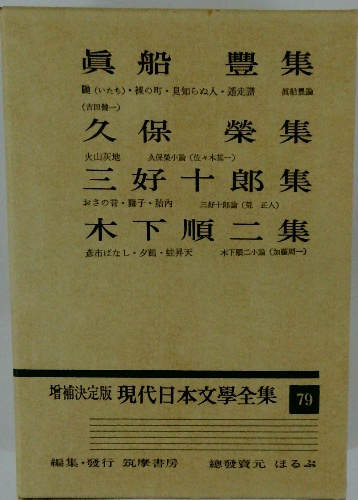 眞船豐集
鼬（いたち）・裸の町・見知らぬ人・遁走譜 眞船豊論
（吉田健一）
久保榮集
火山灰地 久保榮小論（佐々木基一）
三好十郎集
おさの音・獅子・胎内 三好十郎論（荒正人）
木下順二集
彦市ばなし・夕鶴・蛙昇天 木下順二小論（加藤周一）
増補決定版 現代日本文學全集 79
編集・發行 筑摩書房 總發賣元 ほるぷ